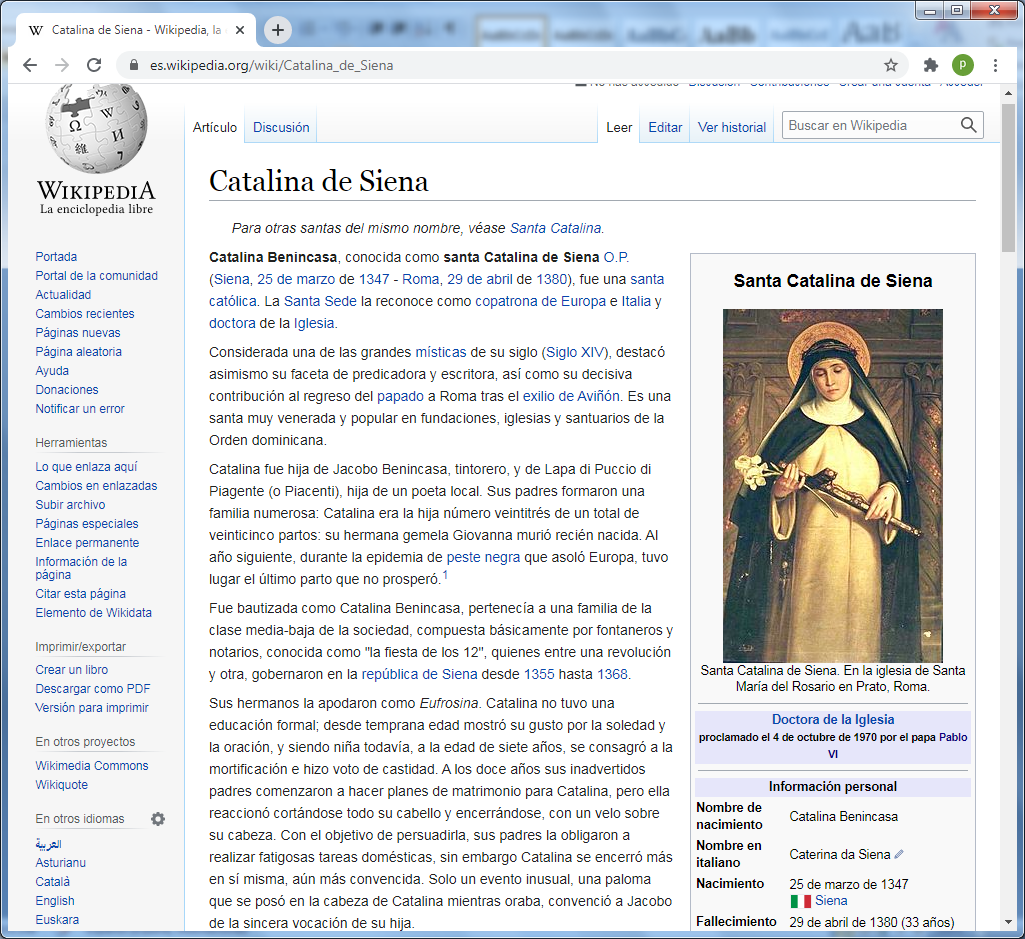 Catalina de Siena - Wikipedia, la
es.wikipedia.org/wiki/Catalina_de_Siena
P
No has accedido Discusión Contribuciones Crear una cuenta Acceder
WIKIPEDIA
La enciclopedia libre
Artículo Discusión Leer Editar Ver historial Buscar en Wikipedia
Portada
Portal de la comunidad
Actualidad
Cambios recientes
Páginas nuevas
Página aleatoria
Ayuda
Donaciones
Notificar un error
Herramientas
Lo que enlaza aquí
Cambios en enlazadas
Subir archivo
Páginas especiales
Enlace permanente
Información de la
página
Citar esta página
Elemento de Wikidata
Imprimir/exportar
Crear un libro
Descargar como PDF
Versión para imprimir
En otros proyectos
Wikimedia Commons
Wikiquote
En otros idiomas
العربية
Asturianu
Català
English
Euskara
Catalina de Siena
Para otras santas del mismo nombre, véase Santa Catalina.
Catalina Benincasa, conocida como santa Catalina de Siena O.P.
(Siena, 25 de marzo de 1347 - Roma, 29 de abril de 1380), fue una santa
católica. La Santa Sede la reconoce como copatrona de Europa e Italia y
doctora de la Iglesia.
Considerada una de las grandes místicas de su siglo (Siglo XIV), destacó
asimismo su faceta de predicadora y escritora, así como su decisiva
contribución al regreso del papado a Roma tras el exilio de Aviñón. Es una
santa muy venerada y popular en fundaciones, iglesias y santuarios de la
Orden dominicana.
Catalina fue hija de Jacobo Benincasa, tintorero, y de Lapa di Puccio di
Piagente (o Piacenti), hija de un poeta local. Sus padres formaron una
familia numerosa: Catalina era la hija número veintitrés de un total de
veinticinco partos: su hermana gemela Giovanna murió recién nacida. Al
año siguiente, durante la epidemia de peste negra que asoló Europa, tuvo
lugar el último parto que no prosperó.1
Fue bautizada como Catalina Benincasa, pertenecía a una familia de la
clase media-baja de la sociedad, compuesta básicamente por fontaneros y
notarios, conocida como "la fiesta de los 12", quienes entre una revolución
y otra, gobernaron en la república de Siena desde 1355 hasta 1368.
Sus hermanos la apodaron como Eufrosina. Catalina no tuvo una
educación formal; desde temprana edad mostró su gusto por la soledad y
la oración, y siendo niña todavía, a la edad de siete años, se consagró a la
mortificación e hizo voto de castidad. A los doce años sus inadvertidos
padres comenzaron a hacer planes de matrimonio para Catalina, pero ella
reaccionó cortándose todo su cabello y encerrándose, con un velo sobre
su cabeza. Con el objetivo de persuadirla, sus padres la obligaron a
realizar fatigosas tareas domésticas, sin embargo Catalina se encerró más
en sí misma, aún más convencida. Solo un evento inusual, una paloma
que se posó en la cabeza de Catalina mientras oraba, convenció a Jacobo
de la sincera vocación de su hija.
Santa Catalina de Siena
Santa Catalina de Siena. En la iglesia de Santa
María del Rosario en Prato, Roma.
Doctora de la Iglesia
proclamado el 4 de octubre de 1970 por el papa Pablo
VI
Información personal
Nombre de
nacimiento
Catalina Benincasa
Nombre en
italiano
Caterina da Siena
Nacimiento 25 de marzo de 1347
Siena
Fallecimiento 29 de abril de 1380 (33 años)